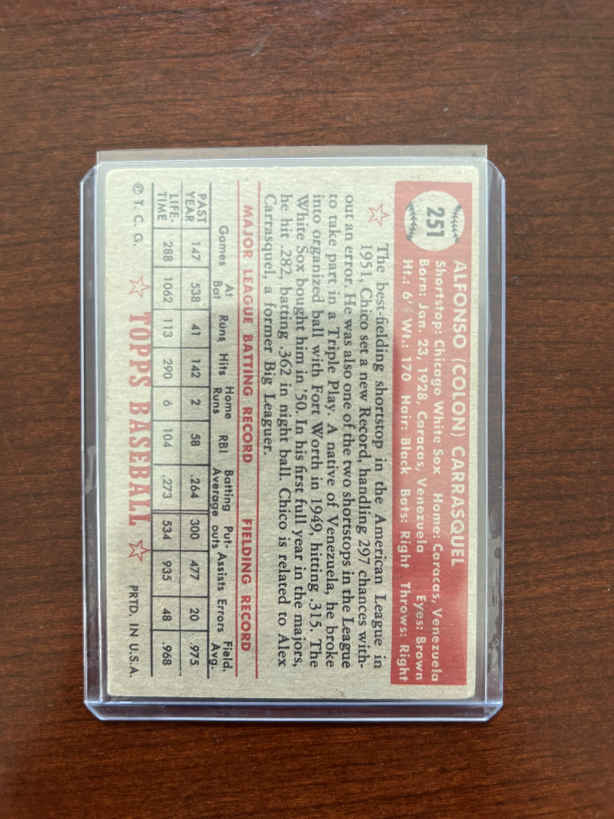 251
ALFONSO (COLON) CARRASQUEL
Shortstop: Chicago White Sox Home: Caracas, Venezuela
Born: Jan. 23, 1928, Caracas, Venezuela Eyes: Brown
Ht.: 6' Wt.: 170 Hair: Black Bats: Right Throws: Right
The best-fielding shortstop in the American League in
1951, Chico set a new Record, handling 297 chances with-
out an error. He was also one of the two shortstops in the League
to take part in a Triple Play. A native of Venezuela, he broke
into organized ball with Fort Worth in 1949, hitting .315. The
White Sox bought him in '50. In his first full year in the majors,
he hit .282, batting .362 in night ball. Chico is related to Alex
Carrasquel, a former Big Leaguer.
MAJOR LEAGUE BATTING RECORD FIELDING RECORD
Games At Bat Runs Hits Home Runs RBI Batting Average Put-outs Assists Errors Field. Avg.
PAST YEAR 147 538 41 142 2 58 .264 300 477 20 .975
LIFE-TIME 288 1062 113 290 6 104 .273 534 935 48 .968
© T. C. G. TOPPS BASEBALL PRTD. IN U.S.A.